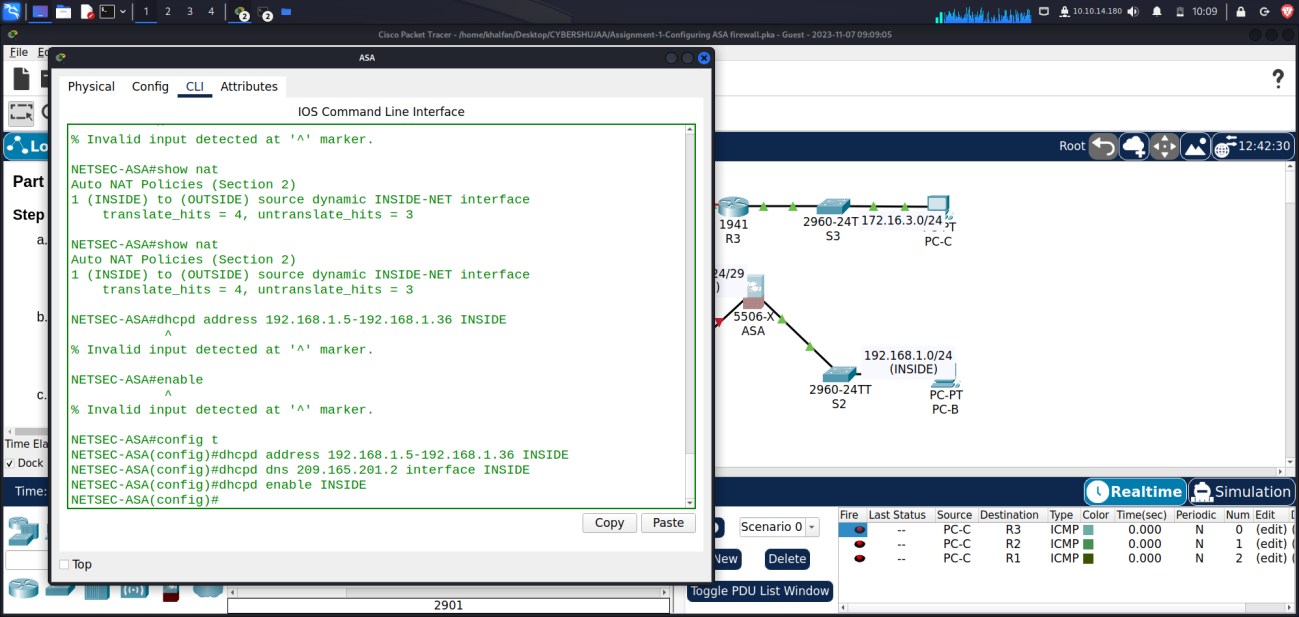 1 2 3 4 2 2 10.10.14.180 10:09
Cisco Packet Tracer - /home/khalfan/Desktop/CYBERSHUJAA/Assignment-1-Configuring ASA firewall.pka - Guest - 2023-11-07 09:09:05
File Ed
ASA
Physical Config CLI Attributes
IOS Command Line Interface
% Invalid input detected at '^' marker.
NETSEC-ASA#show nat
Auto NAT Policies (Section 2)
1 (INSIDE) to (OUTSIDE) source dynamic INSIDE-NET interface
translate_hits = 4, untranslate_hits = 3
NETSEC-ASA#show nat
Auto NAT Policies (Section 2)
1 (INSIDE) to (OUTSIDE) source dynamic INSIDE-NET interface
translate_hits = 4, untranslate_hits = 3
NETSEC-ASA#dhcpd address 192.168.1.5-192.168.1.36 INSIDE
^
% Invalid input detected at '^' marker.
NETSEC-ASA#enable
^
% Invalid input detected at '^' marker.
NETSEC-ASA#config t
NETSEC-ASA(config)#dhcpd address 192.168.1.5-192.168.1.36 INSIDE
NETSEC-ASA(config)#dhcpd dns 209.165.201.2 interface INSIDE
NETSEC-ASA(config)#dhcpd enable INSIDE
NETSEC-ASA(config)#
Copy Paste
Top
Lo
Part
Step
a.
b.
c.
Time Ela
Dock
Time:
?
Root 12:42:30
1941
R3
2960-24T
S3
172.16.3.0/24
PT
PC-C
24/29
)
5506-X
ASA
192.168.1.0/24
(INSIDE)
2960-24TT
S2
PC-PT
PC-B
Realtime Simulation
Scenario 0
New Delete
Toggle PDU List Window
2901
Fire Last Status Source Destination Type Color Time(sec) Periodic Num Edit D
-- PC-C R3 ICMP 0.000 N 0 (edit) (
-- PC-C R2 ICMP 0.000 N 1 (edit) (
-- PC-C R1 ICMP 0.000 N 2 (edit) (